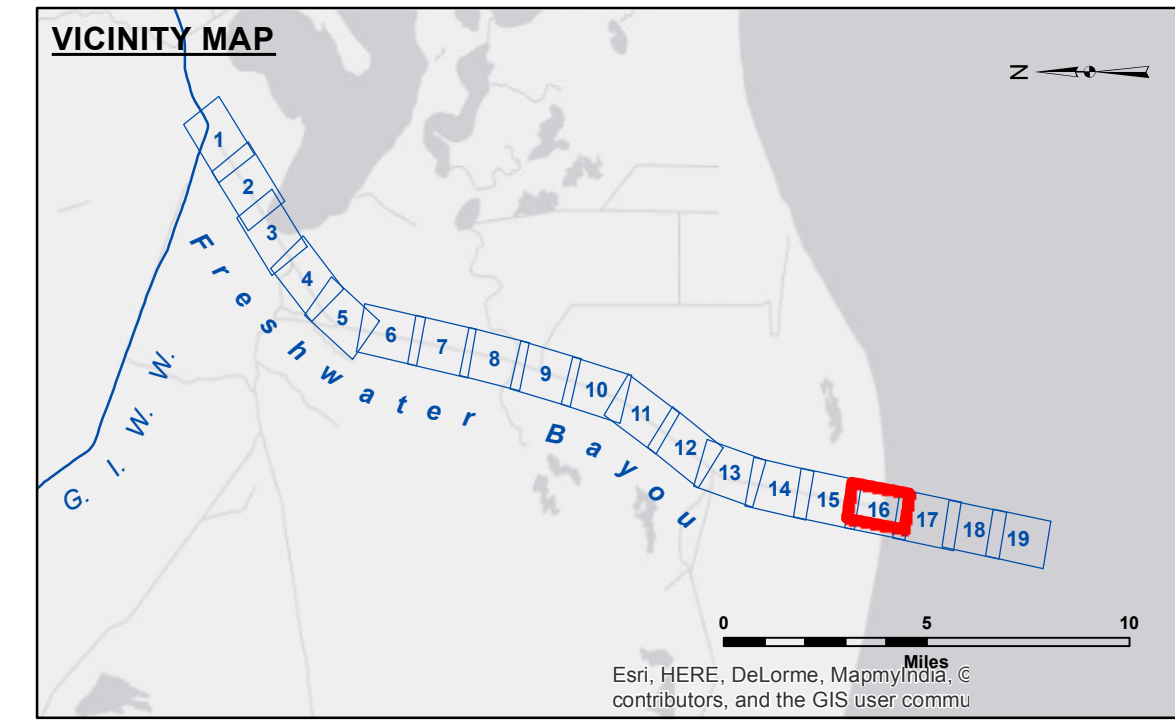 VICINITY MAP
N
1
2
3
4
5
6
7
8
9
10
11
12
13
14
15
16
17
18
19
Freshwater Bayou
G. I. W. W.
0 5 10
Miles
Esri, HERE, DeLorme, MapmyIndia, ©
contributors, and the GIS user commu